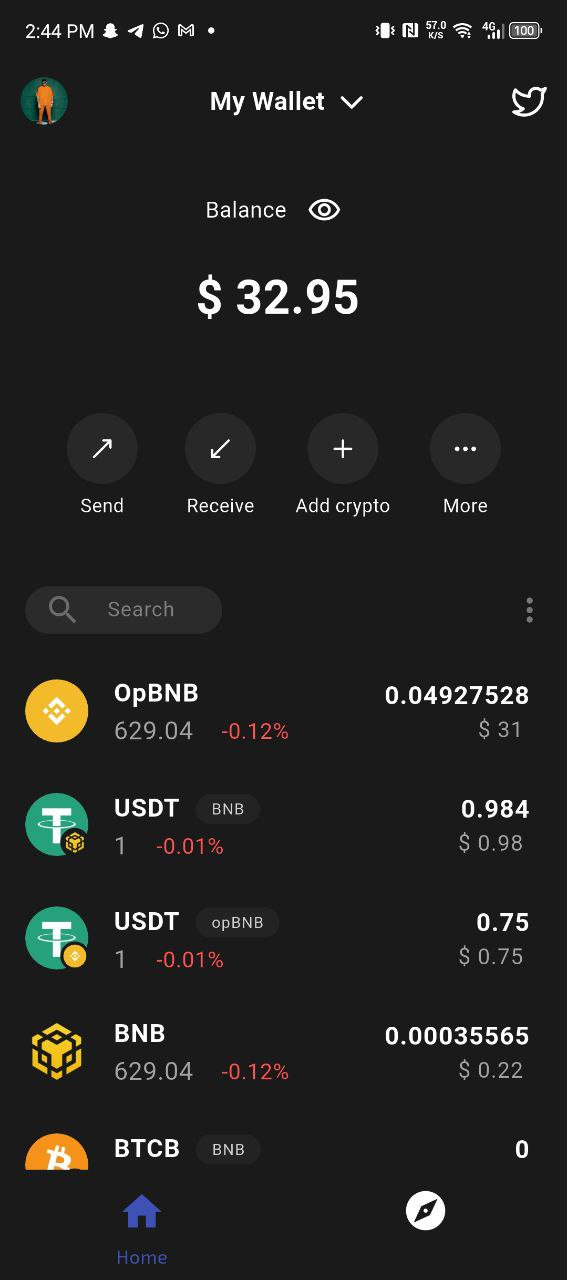 2:44 PM 57.0 K/S 4G 100
My Wallet
Balance
$ 32.95
Send Receive Add crypto More
Search
OpBNB 0.04927528
629.04 -0.12% $ 31
USDT BNB 0.984
1 -0.01% $ 0.98
USDT opBNB 0.75
1 -0.01% $ 0.75
BNB 0.00035565
629.04 -0.12% $ 0.22
BTCB BNB 0
Home